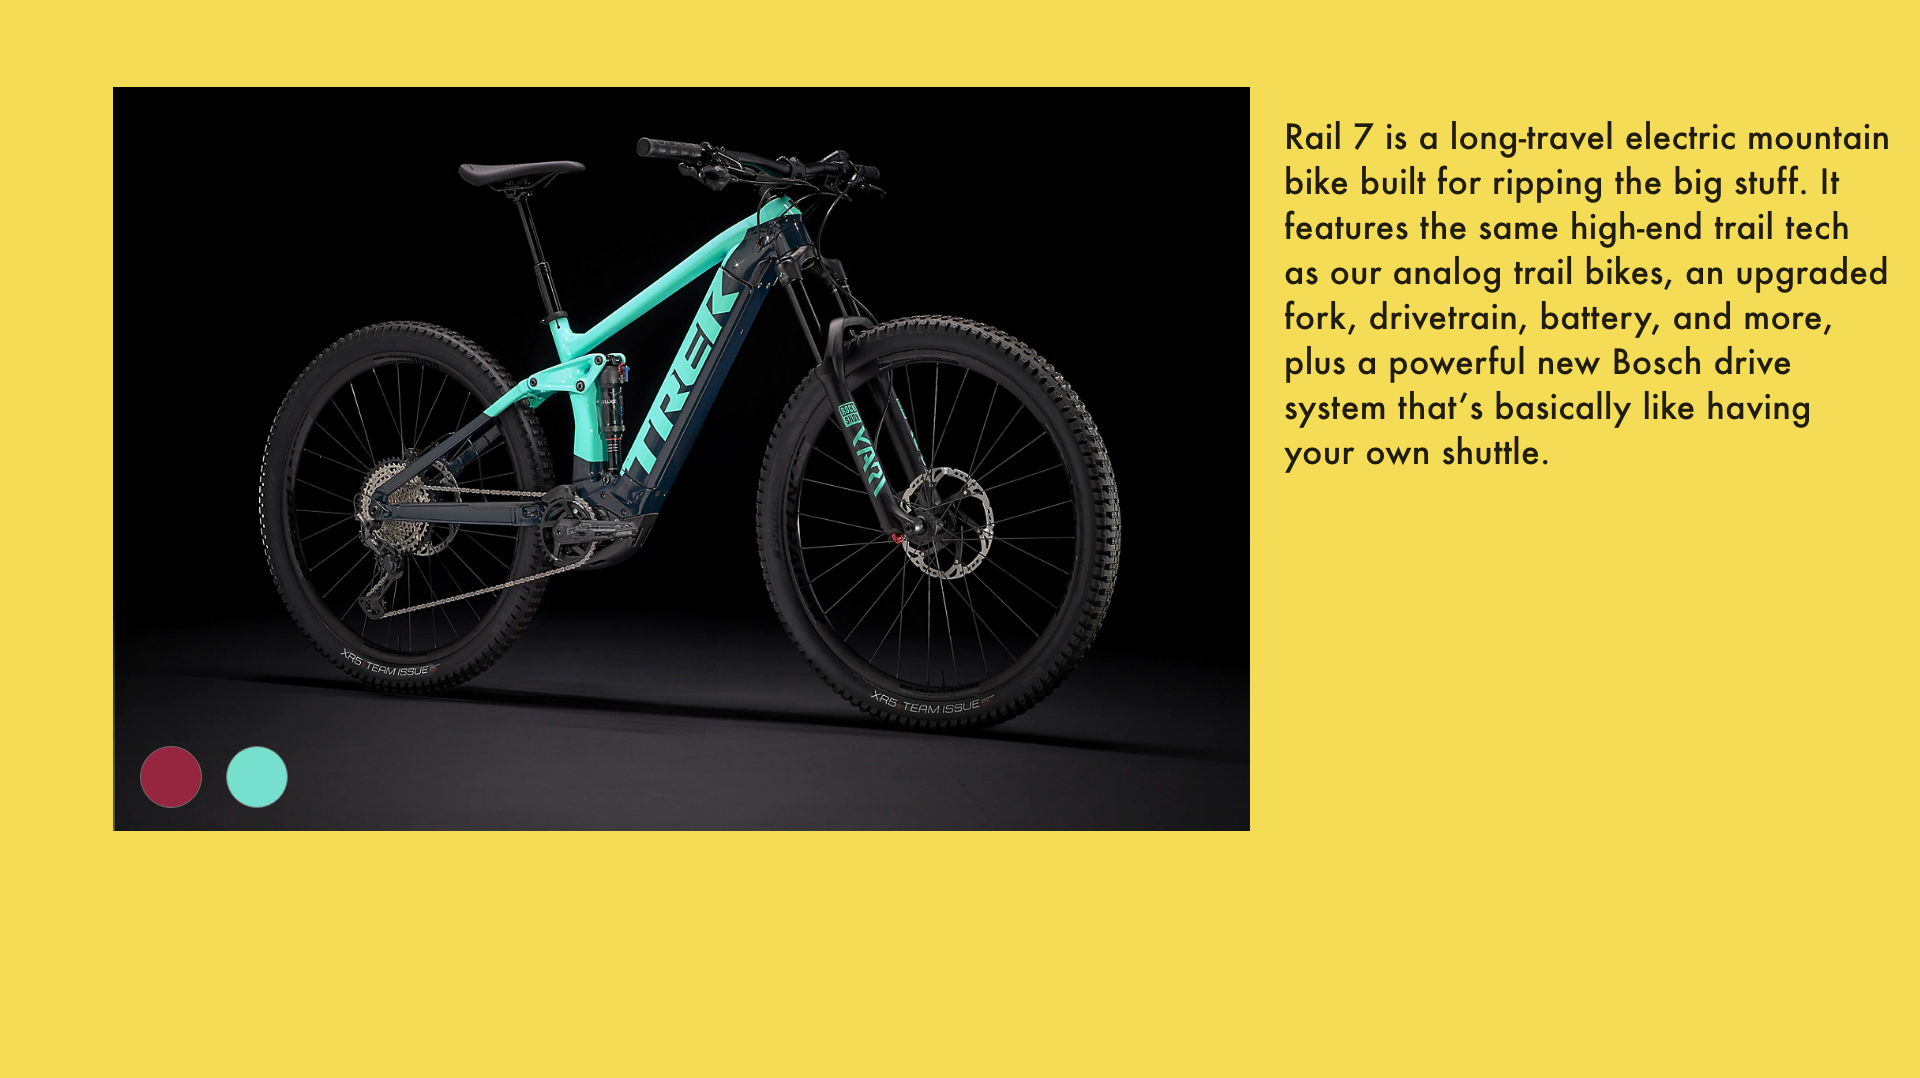 TREK
ROCK
SHOX
YARI
XR5 TEAM ISSUE
XR5 TEAM ISSUE
Rail 7 is a long-travel electric mountain
bike built for ripping the big stuff. It
features the same high-end trail tech
as our analog trail bikes, an upgraded
fork, drivetrain, battery, and more,
plus a powerful new Bosch drive
system that’s basically like having
your own shuttle.